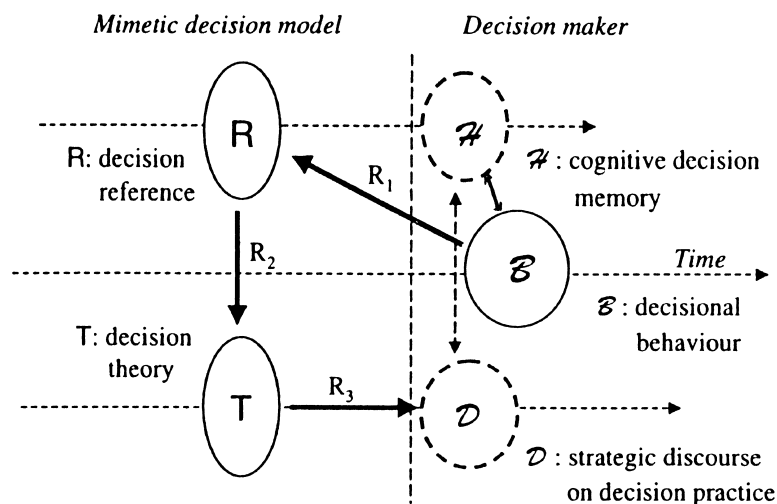 Mimetic decision model
Decision maker
R
ℋ
R: decision
reference
R₁
ℋ : cognitive decision
memory
R₂
ℬ
Time
T: decision
theory
ℬ : decisional
behaviour
T
R₃
𝒟
𝒟 : strategic discourse
on decision practice